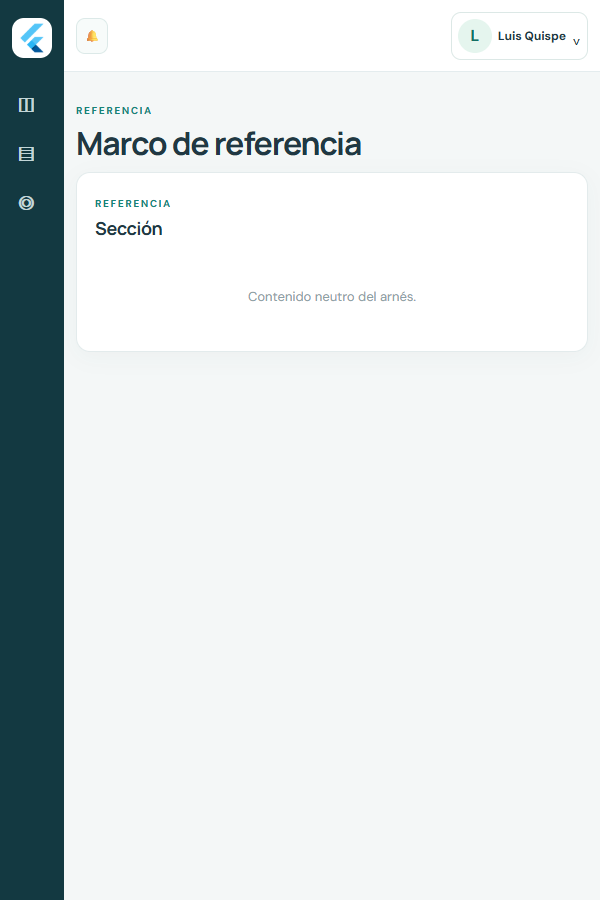 L Luis Quispe v
REFERENCIA
Marco de referencia
REFERENCIA
Sección
Contenido neutro del arnés.